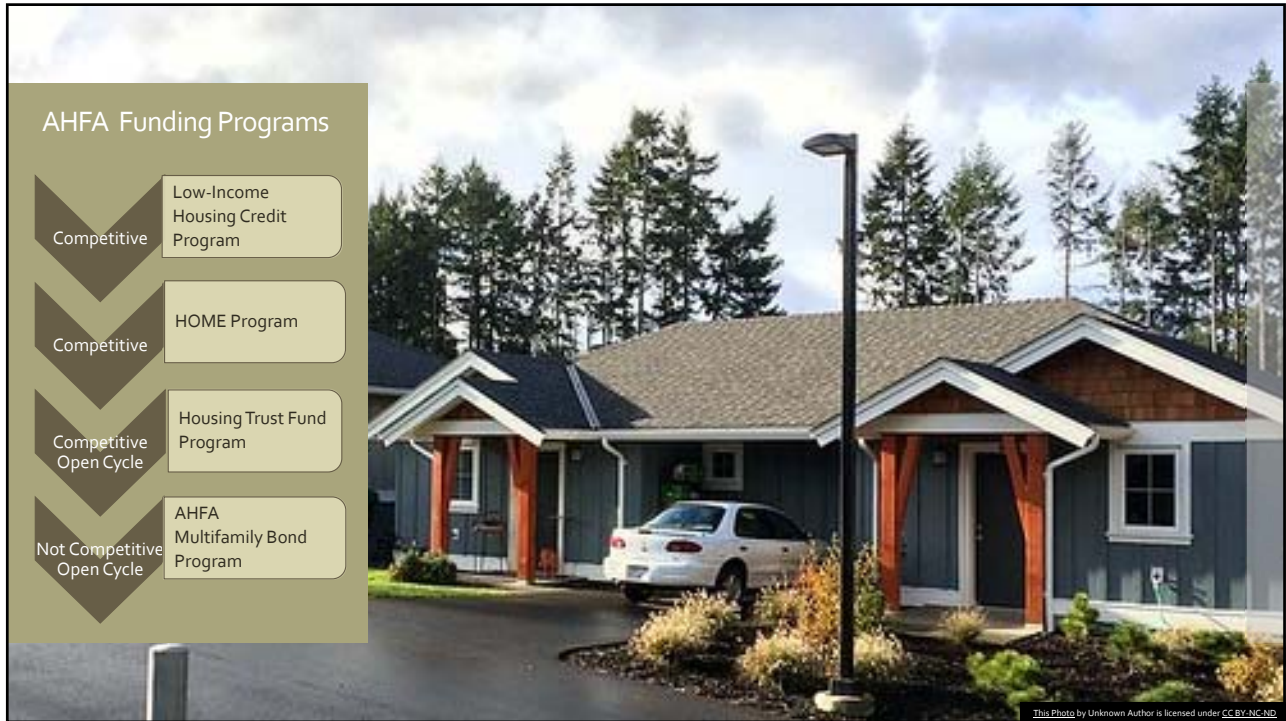 AHFA Funding Programs
Competitive
Low-Income
Housing Credit
Program
Competitive
HOME Program
Competitive
Open Cycle
Housing Trust Fund
Program
Not Competitive
Open Cycle
AHFA
Multifamily Bond
Program
This Photo by Unknown Author is licensed under CC BY-NC-ND